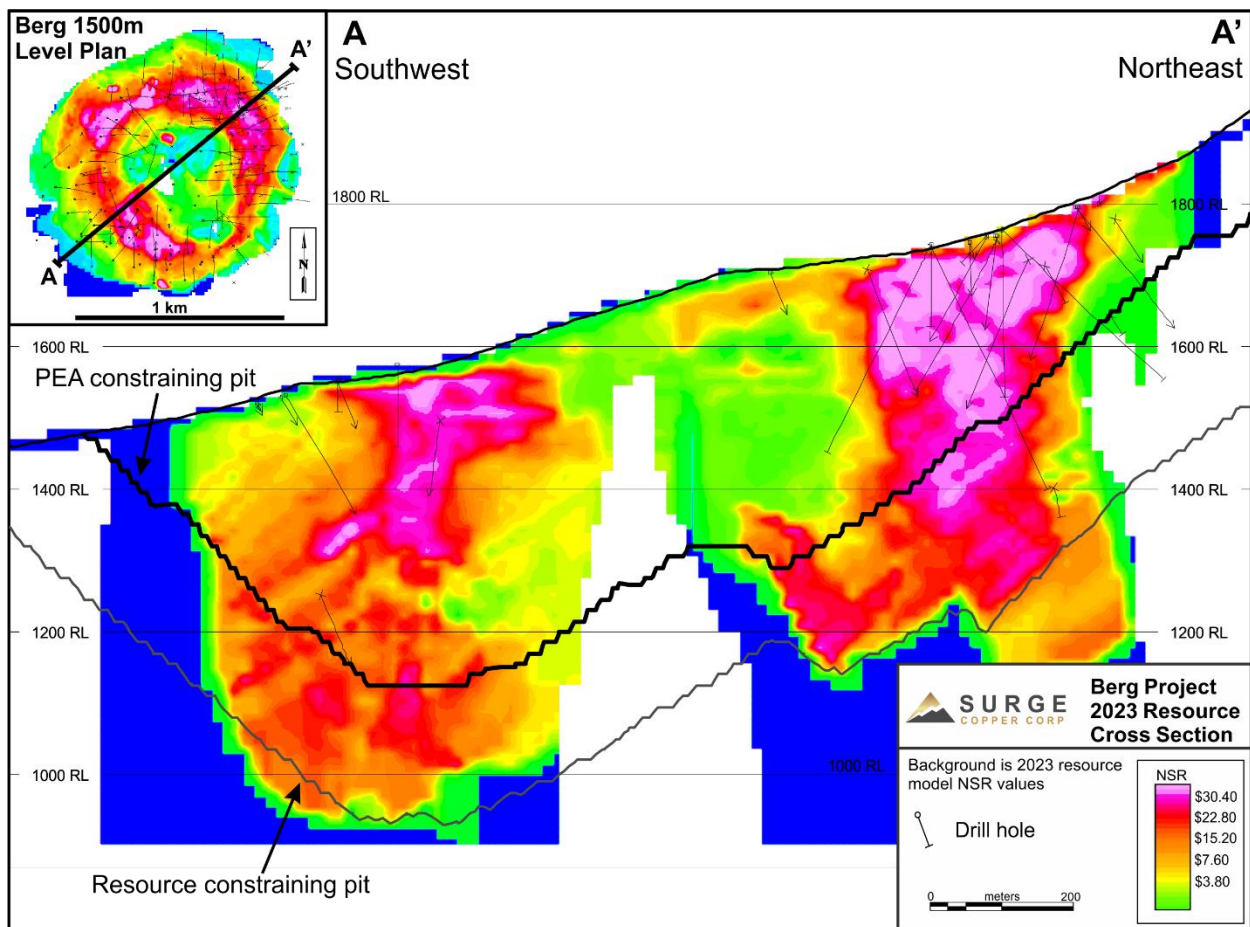 Berg 1500m
Level Plan
A'
N
A
1 km
A
Southwest
A'
Northeast
1800 RL
1800 RL
1600 RL
1600 RL
PEA constraining pit
1400 RL
1400 RL
1200 RL
1200 RL
1000 RL
1000 RL
Resource constraining pit
SURGE
COPPER CORP
Berg Project
2023 Resource
Cross Section
Background is 2023 resource
model NSR values
Drill hole
0 meters 200
NSR
$30.40
$22.80
$15.20
$7.60
$3.80